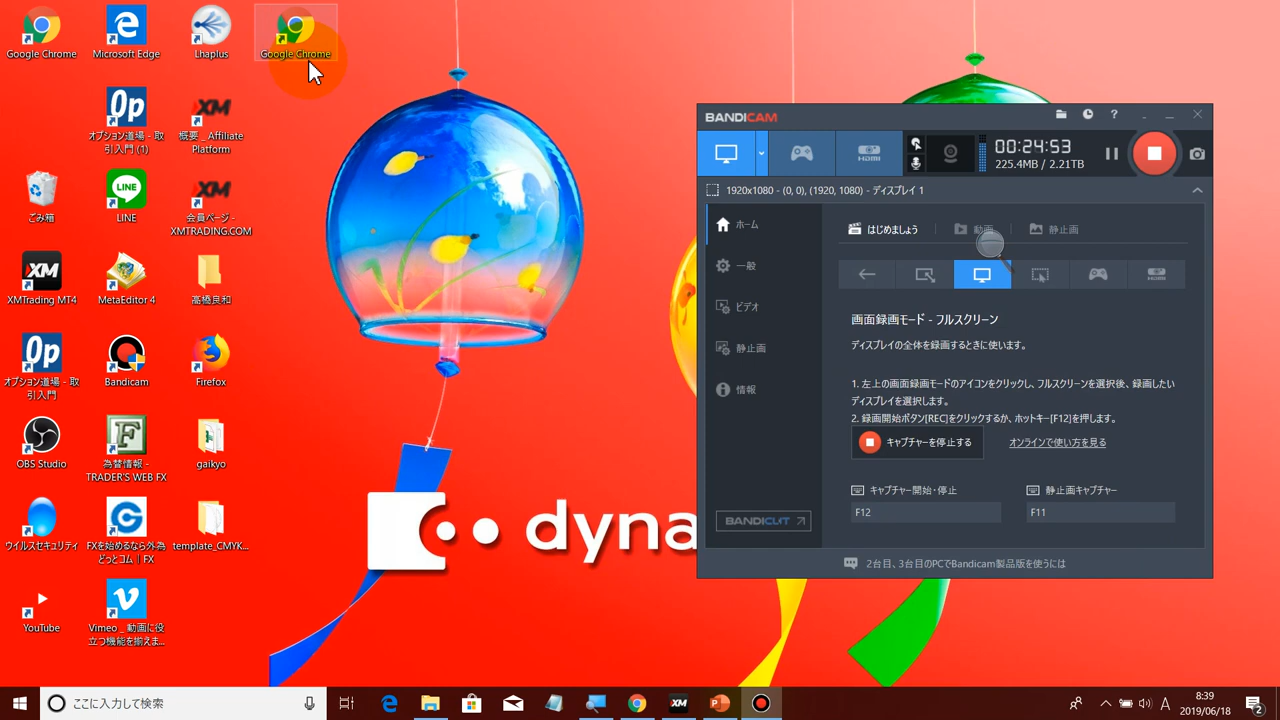 Google Chrome
Microsoft Edge
Lhaplus
Google Chrome
オプション道場 - 取
引入門 (1)
概要 _ Affiliate
Platform
ごみ箱
LINE
会員ページ -
XMTRADING.COM
XMTrading MT4
MetaEditor 4
高橋良和
オプション道場 - 取
引入門
Bandicam
Firefox
OBS Studio
為替情報 -
TRADER'S WEB FX
gaikyo
ウイルスセキュリティ
FXを始めるなら外為
どっとコム | FX
template_CMYK...
YouTube
Vimeo _ 動画に役
立つ機能を揃えま...
dyna
BANDICAM
HDMI
00:24:53
225.4MB / 2.21TB
1920x1080 - (0, 0), (1920, 1080) - ディスプレイ 1
ホーム
一般
ビデオ
静止画
情報
はじめましょう
動画
静止画
画面録画モード - フルスクリーン
ディスプレイの全体を録画するときに使います。
1. 左上の画面録画モードのアイコンをクリックし、フルスクリーンを選択後、録画したい
ディスプレイを選択します。
2. 録画開始ボタン[REC]をクリックするか、ホットキー[F12]を押します。
キャプチャーを停止する
オンラインで使い方を見る
キャプチャー開始・停止
静止画キャプチャー
F12
F11
BANDICUT
2台目、3台目のPCでBandicam製品版を使うには
ここに入力して検索
A
8:39
2019/06/18
2